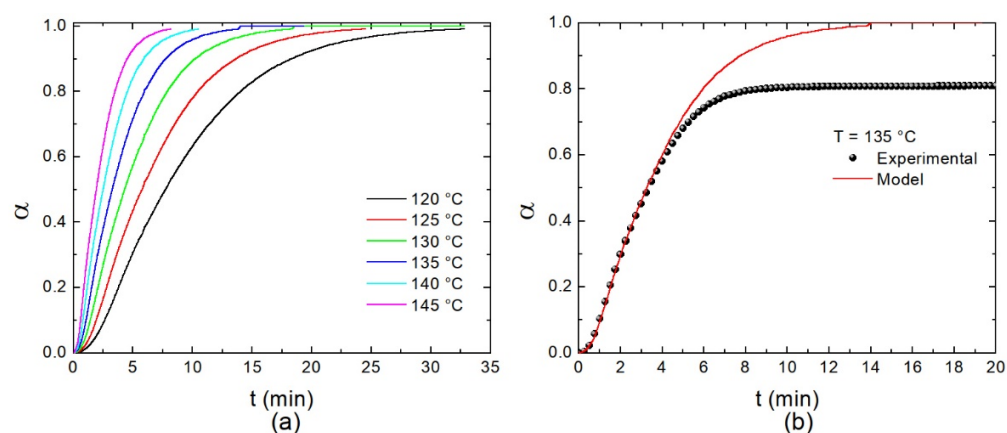 1.0
0.8
0.6
0.4
0.2
0.0
α
0 5 10 15 20 25 30 35
t (min)
(a)
120 °C
125 °C
130 °C
135 °C
140 °C
145 °C
1.0
0.8
0.6
0.4
0.2
0.0
α
0 2 4 6 8 10 12 14 16 18 20
t (min)
(b)
T = 135 °C
Experimental
Model